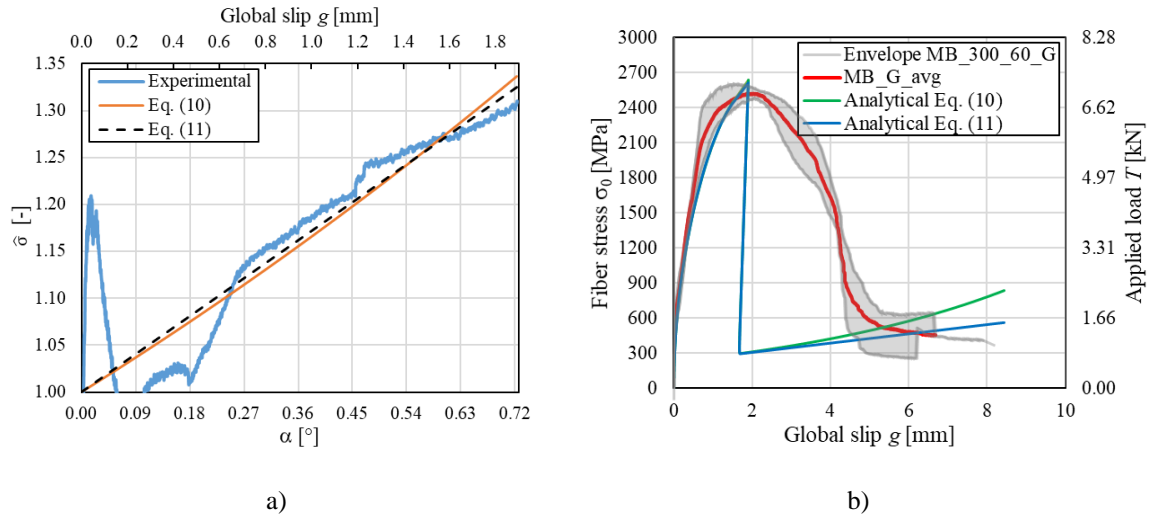 Global slip g [mm]
0.0 0.2 0.4 0.6 0.8 1.0 1.2 1.4 1.6 1.8
1.35
1.30
1.25
1.20
1.15
1.10
1.05
1.00
σ̂ [-]
Experimental
Eq. (10)
Eq. (11)
0.00 0.09 0.18 0.27 0.36 0.45 0.54 0.63 0.72
α [°]
a)
3000
2700
2400
2100
1800
1500
1200
900
600
300
0
Fiber stress σ0 [MPa]
Envelope MB_300_60_G
MB_G_avg
Analytical Eq. (10)
Analytical Eq. (11)
8.28
6.62
4.97
3.31
1.66
0.00
Applied load T [kN]
0 2 4 6 8 10
Global slip g [mm]
b)